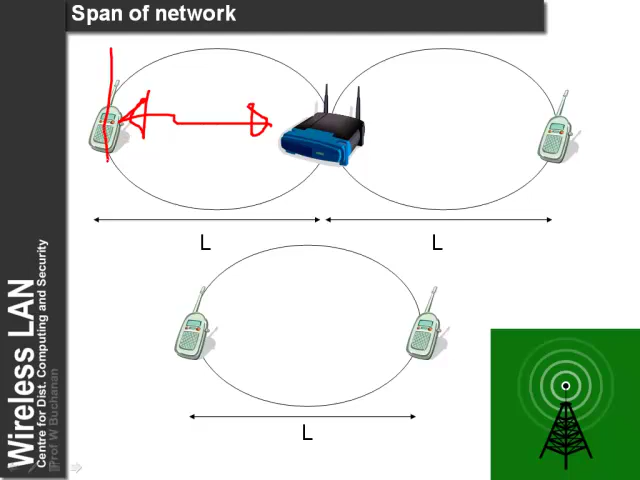 Span of network
L
L
L
Wireless LAN
Centre for Dist. Computing and Security
Prof W Buchanan